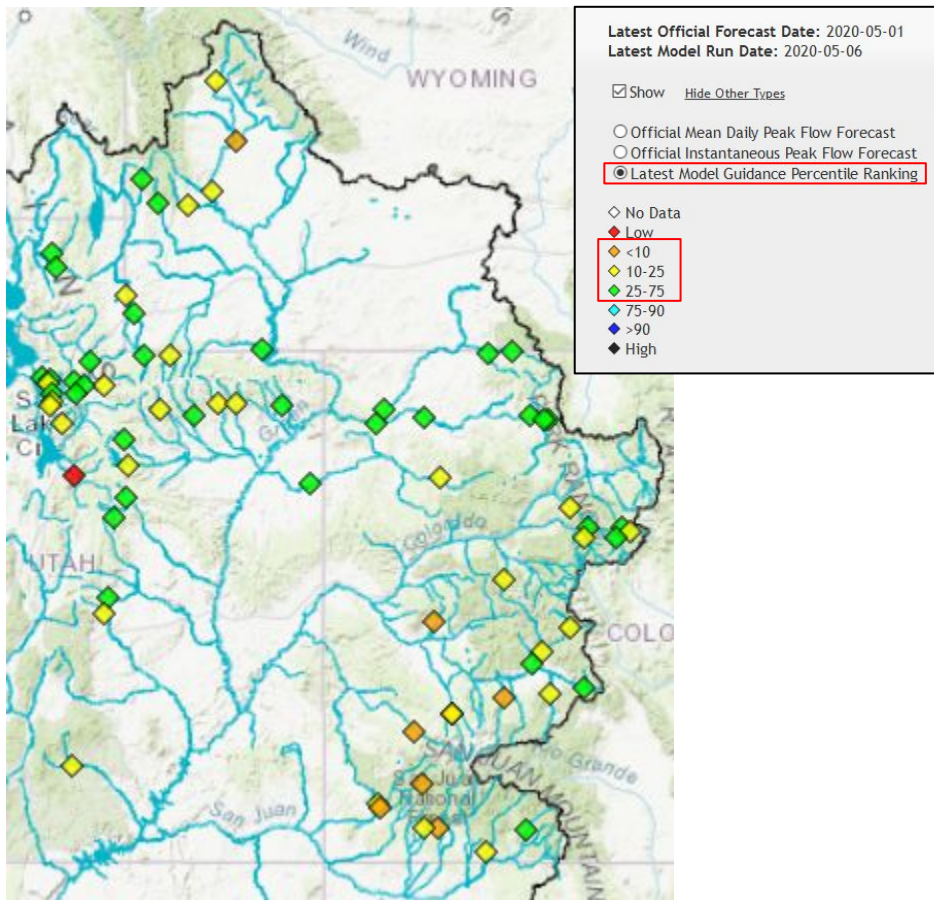 Latest Official Forecast Date: 2020-05-01
Latest Model Run Date: 2020-05-06
Show Hide Other Types
Official Mean Daily Peak Flow Forecast
Official Instantaneous Peak Flow Forecast
Latest Model Guidance Percentile Ranking
No Data
Low
<10
10-25
25-75
75-90
>90
High
Wind
WYOMING
Green
Colorado
UTAH
COLO
SAN JUAN MOUNTAIN
San Juan
National
Rio Grande
San Juan